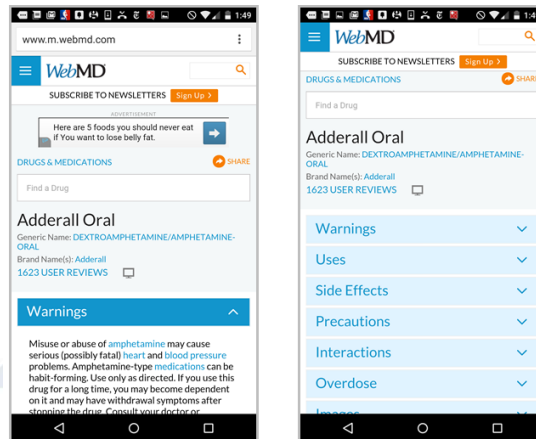 1:49
www.m.webmd.com
WebMD
SUBSCRIBE TO NEWSLETTERS Sign Up >
ADVERTISEMENT
Here are 5 foods you should never eat
if You want to lose belly fat.
DRUGS & MEDICATIONS SHARE
Find a Drug
Adderall Oral
Generic Name: DEXTROAMPHETAMINE/AMPHETAMINE-
ORAL
Brand Name(s): Adderall
1623 USER REVIEWS
Warnings
Misuse or abuse of amphetamine may cause
serious (possibly fatal) heart and blood pressure
problems. Amphetamine-type medications can be
habit-forming. Use only as directed. If you use this
drug for a long time, you may become dependent
on it and may have withdrawal symptoms after
stopping the drug. Consult your doctor or
1:49
WebMD
SUBSCRIBE TO NEWSLETTERS Sign Up >
DRUGS & MEDICATIONS SHARE
Find a Drug
Adderall Oral
Generic Name: DEXTROAMPHETAMINE/AMPHETAMINE-
ORAL
Brand Name(s): Adderall
1623 USER REVIEWS
Warnings
Uses
Side Effects
Precautions
Interactions
Overdose
Images